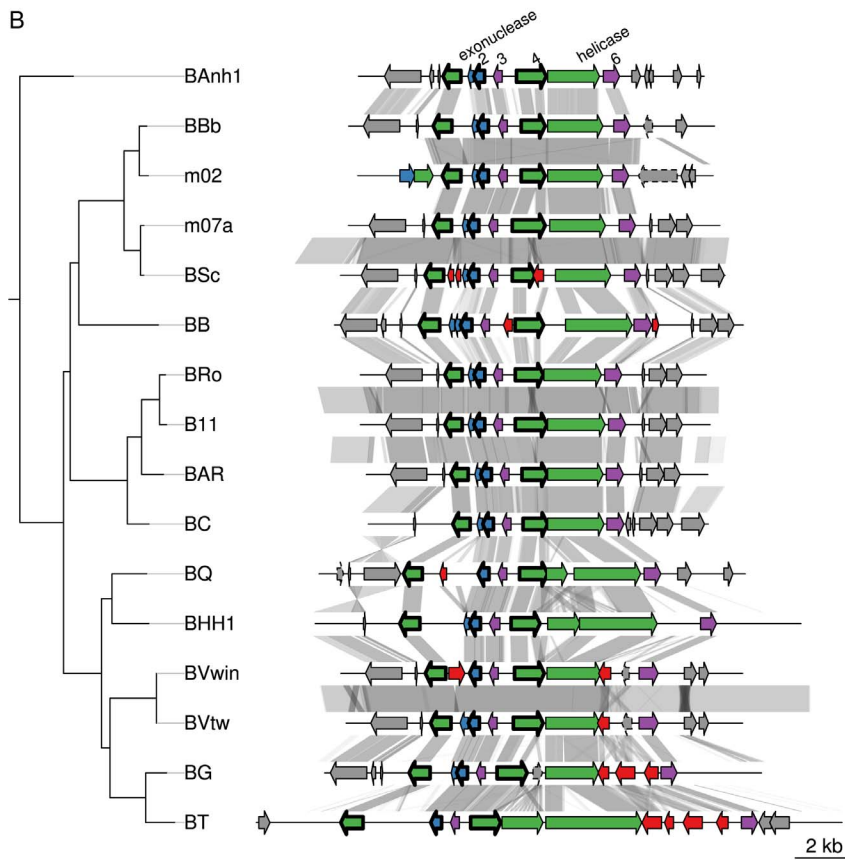 B
exonuclease 2 3 4 helicase 6
BAnh1
BBb
m02
m07a
BSc
BB
BRo
B11
BAR
BC
BQ
BHH1
BVwin
BVtw
BG
BT
2 kb